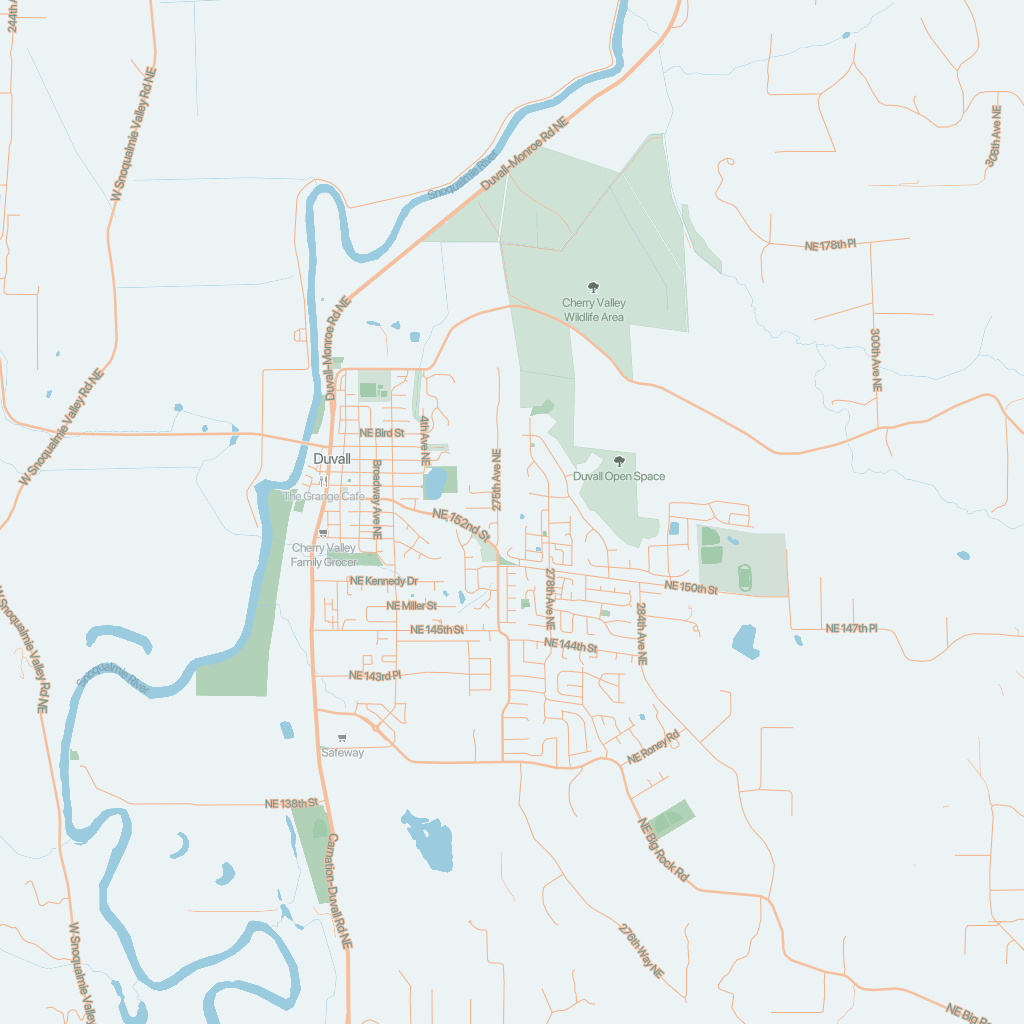 244th A
W Snoqualmie Valley Rd NE
Snoqualmie River
Duvall-Monroe Rd NE
308th Ave NE
NE 178th Pl
Cherry Valley
Wildlife Area
Duvall-Monroe Rd NE
300th Ave NE
W Snoqualmie Valley Rd NE
NE Bird St
4th Ave NE
Duvall
Broadway Ave NE
275th Ave NE
Duvall Open Space
The Grange Cafe
NE 152nd St
Cherry Valley
Family Grocer
NE Kennedy Dr
278th Ave NE
NE 150th St
NE Miller St
284th Ave NE
NE 145th St
NE 147th Pl
NE 144th St
W Snoqualmie Valley Rd NE
Snoqualmie River
NE 143rd Pl
Safeway
NE Roney Rd
NE 138th St
NE Big Rock Rd
Carnation-Duvall Rd NE
276th Way NE
W Snoqualmie Valley
NE Big R